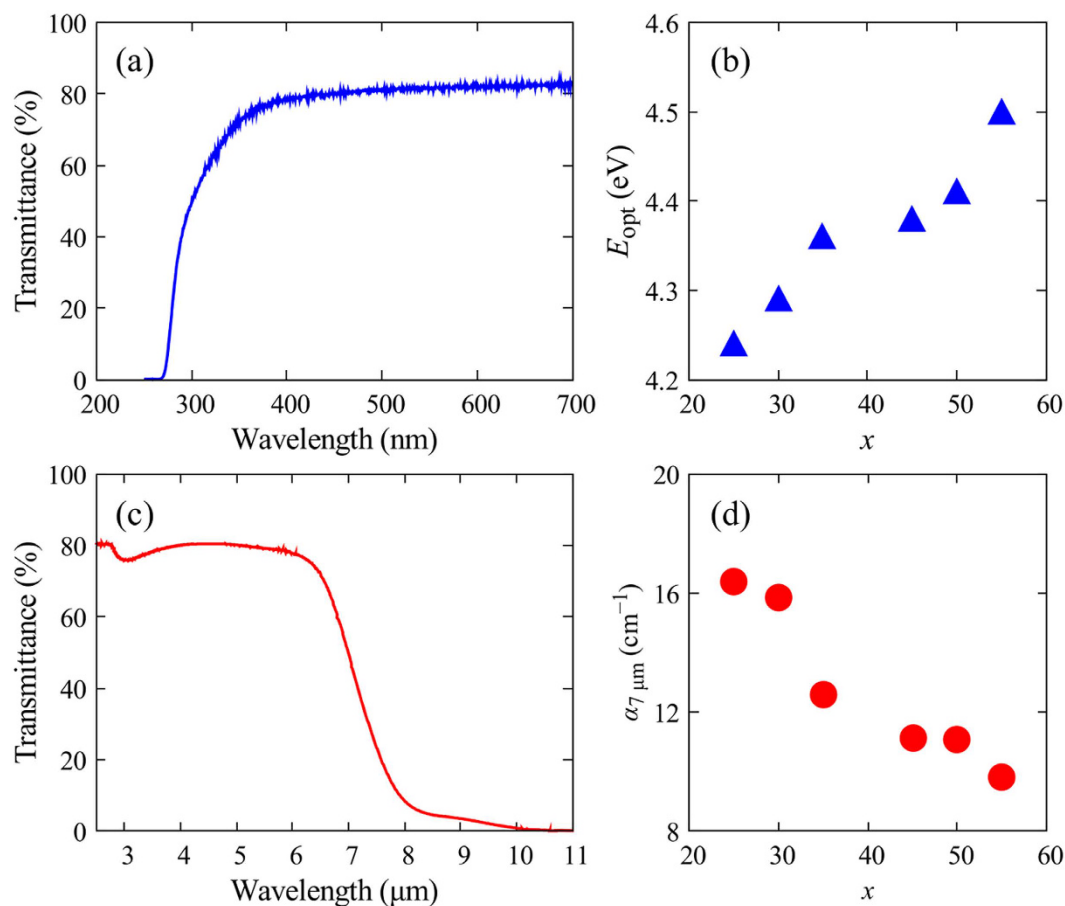 (a)
Transmittance (%)
100
80
60
40
20
0
200 300 400 500 600 700
Wavelength (nm)
(b)
E_opt (eV)
4.6
4.5
4.4
4.3
4.2
20 30 40 50 60
x
(c)
Transmittance (%)
100
80
60
40
20
0
3 4 5 6 7 8 9 10 11
Wavelength (μm)
(d)
α_7 μm (cm⁻¹)
20
16
12
8
20 30 40 50 60
x